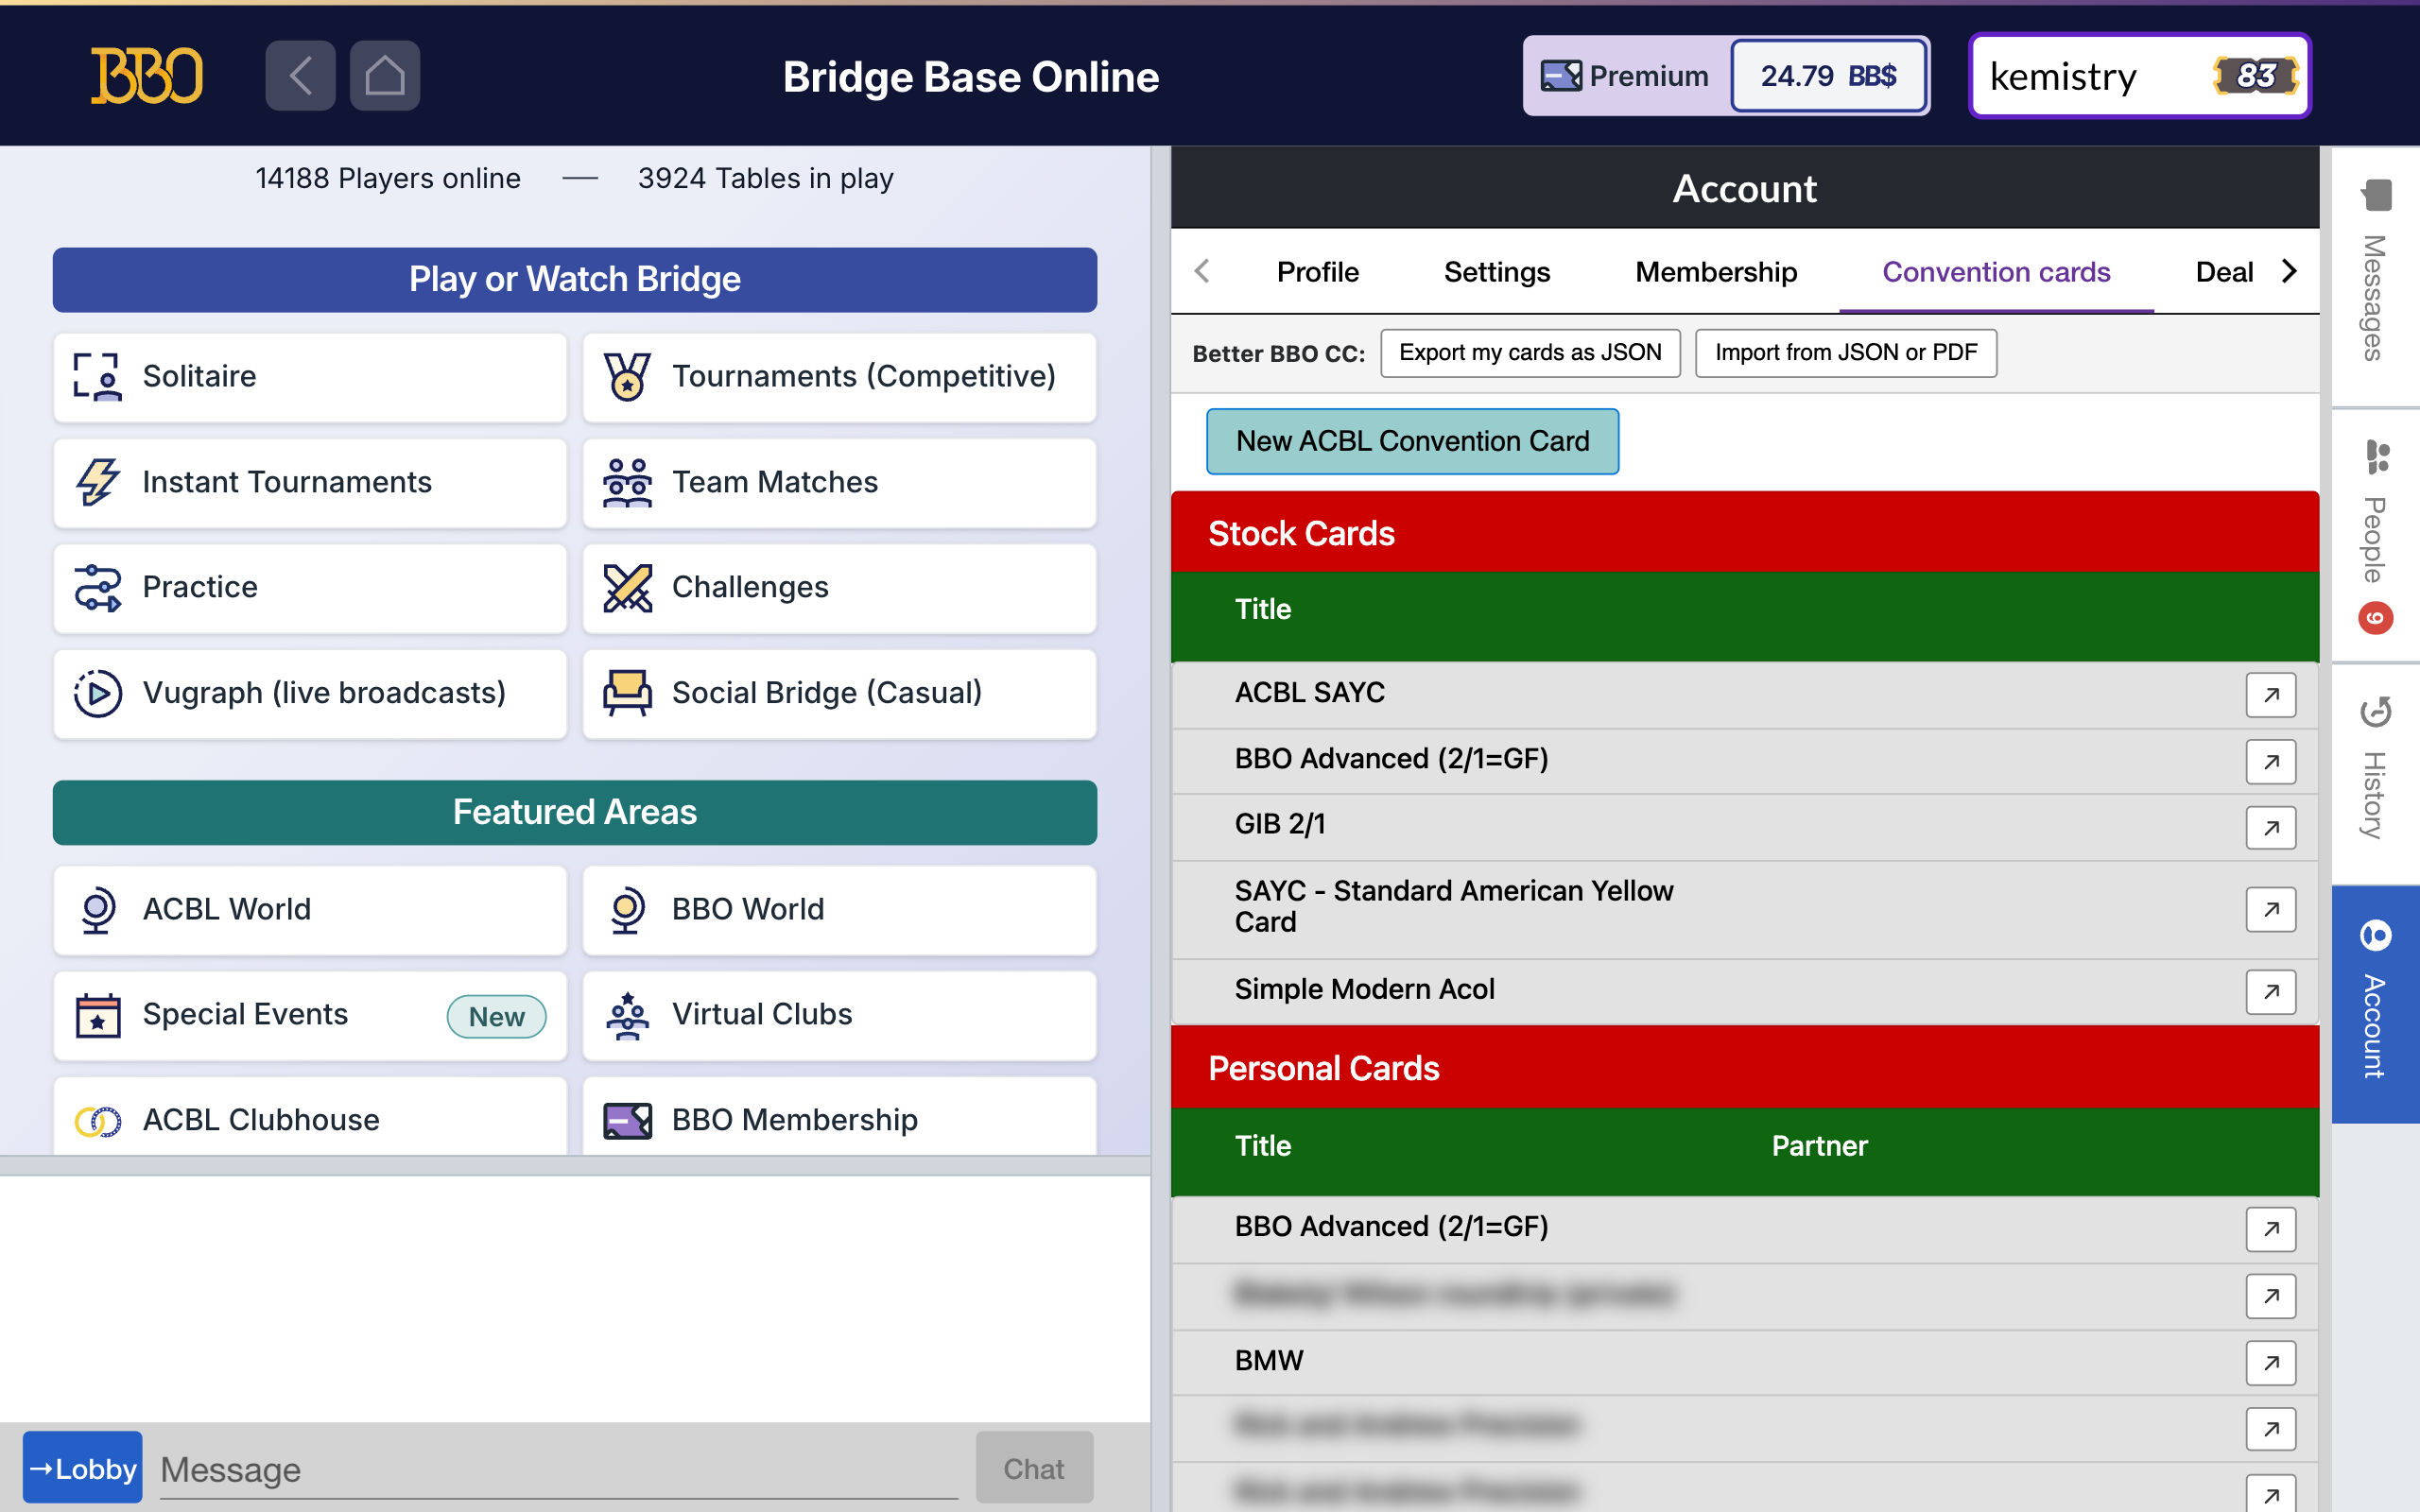 BBO
Bridge Base Online
Premium
24.79 BB$
kemistry
83
14188 Players online — 3924 Tables in play
Play or Watch Bridge
Solitaire
Tournaments (Competitive)
Instant Tournaments
Team Matches
Practice
Challenges
Vugraph (live broadcasts)
Social Bridge (Casual)
Featured Areas
ACBL World
BBO World
Special Events
New
Virtual Clubs
ACBL Clubhouse
BBO Membership
→Lobby
Message
Chat
Account
Profile
Settings
Membership
Convention cards
Deal
Better BBO CC:
Export my cards as JSON
Import from JSON or PDF
New ACBL Convention Card
Stock Cards
Title
ACBL SAYC
BBO Advanced (2/1=GF)
GIB 2/1
SAYC - Standard American Yellow
Card
Simple Modern Acol
Personal Cards
Title
Partner
BBO Advanced (2/1=GF)
BMW
Messages
People
9
History
Account